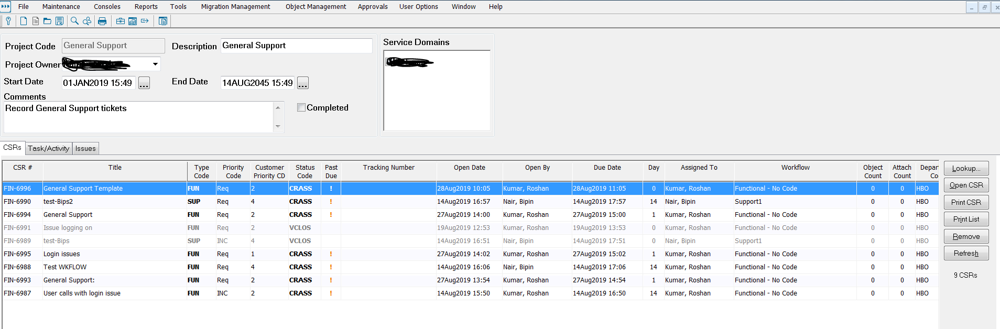 File Maintenance Consoles Reports Tools Migration Management Object Management Approvals User Options Window Help
Project Code General Support Description General Support
Project Owner
Start Date 01JAN2019 15:49 ... End Date 14AUG2045 15:49 ...
Comments
Record General Support tickets
Completed
Service Domains
CSRs Task/Activity Issues
CSR # Title Type Code Priority Code Customer Priority CD Status Code Past Due Tracking Number Open Date Open By Due Date Day Assigned To Workflow Object Count Attach Count Depar Co
FIN-6996 General Support Template FUN Req 2 CRASS ! 28Aug2019 10:05 Kumar, Roshan 28Aug2019 11:05 0 Kumar, Roshan Functional - No Code 0 0 HBO
FIN-6990 test-Bips2 SUP Req 4 CRASS ! 14Aug2019 16:57 Nair, Bipin 14Aug2019 17:57 14 Nair, Bipin Support1 0 0 HBO
FIN-6994 General Support FUN Req 2 CRASS ! 27Aug2019 14:00 Kumar, Roshan 27Aug2019 15:00 1 Kumar, Roshan Functional - No Code 0 0 HBO
FIN-6991 Issue logging on FUN Req 2 VCLOS 19Aug2019 12:53 Kumar, Roshan 19Aug2019 13:53 0 Kumar, Roshan Functional - No Code 0 0 HBO
FIN-6989 test-Bips SUP INC 4 VCLOS 14Aug2019 16:51 Nair, Bipin 14Aug2019 17:51 0 Nair, Bipin Support1 0 0 HBO
FIN-6995 Login issues FUN Req 1 CRASS ! 27Aug2019 14:02 Kumar, Roshan 27Aug2019 15:02 1 Kumar, Roshan Functional - No Code 0 0 HBO
FIN-6988 Test WKFLOW FUN Req 4 CRASS ! 14Aug2019 16:06 Nair, Bipin 14Aug2019 17:06 14 Kumar, Roshan Functional - No Code 0 0 HBO
FIN-6993 General Support: FUN Req 2 CRASS ! 27Aug2019 13:54 Kumar, Roshan 27Aug2019 14:54 1 Kumar, Roshan Functional - No Code 0 0 HBO
FIN-6987 User calls with login issue FUN INC 2 CRASS ! 14Aug2019 15:50 Kumar, Roshan 14Aug2019 16:50 14 Kumar, Roshan Functional - No Code 0 0 HBO
Lookup...
Open CSR
Print CSR
Print List
Remove
Refresh
9 CSRs